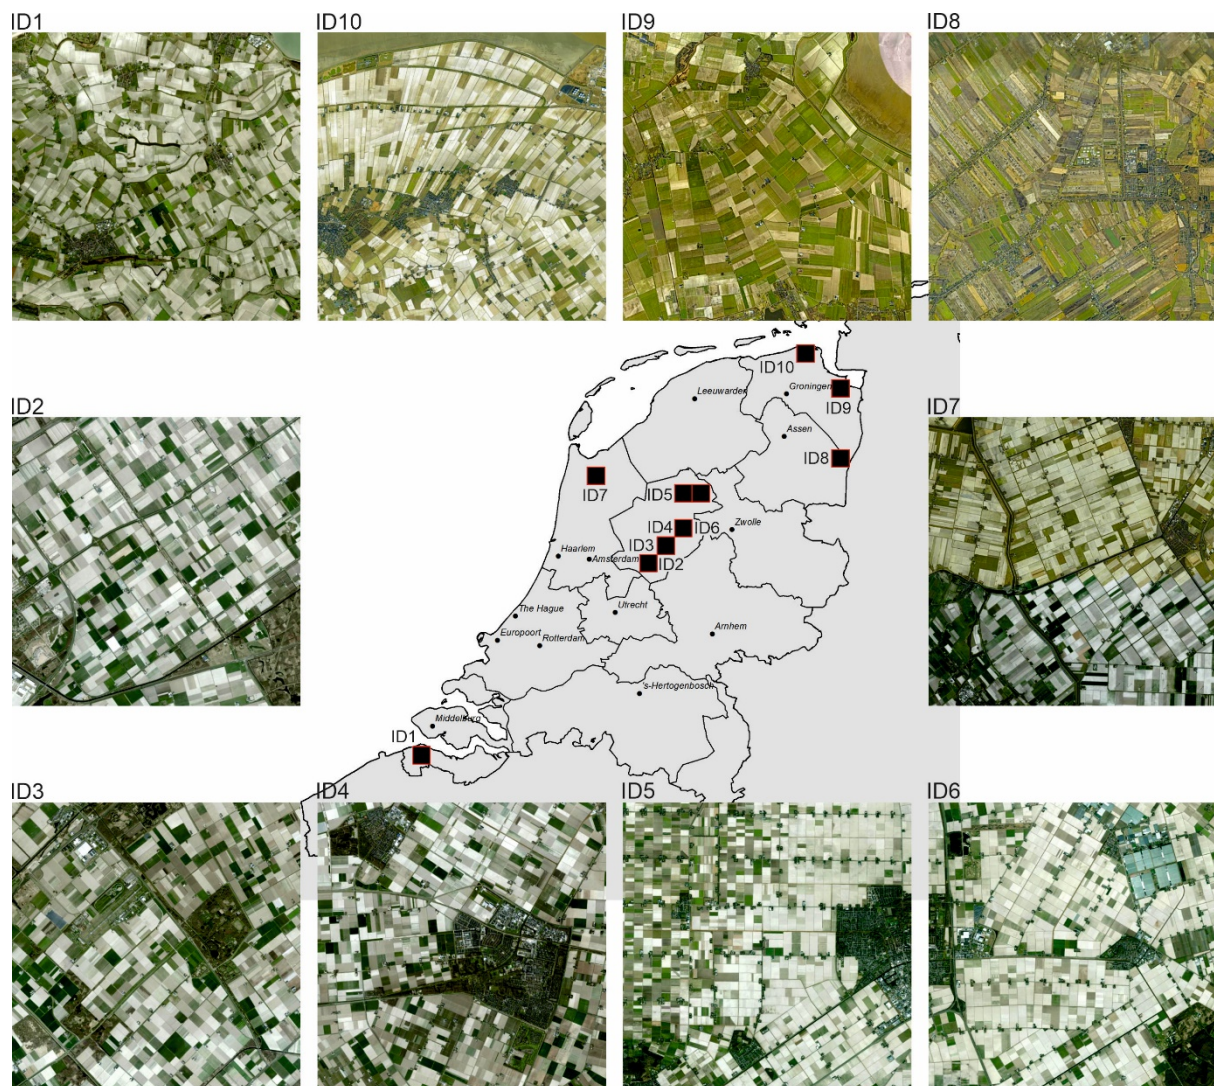 ID1
ID10
ID9
ID8
ID10
Leeuwarden
Groningen
ID9
ID2
ID7
Assen
ID8
ID7
ID5
ID4
ID6
Zwolle
ID3
Haarlem
Amsterdam
ID2
The Hague
Utrecht
Europoort
Rotterdam
Arnhem
's-Hertogenbosch
Middelburg
ID1
ID3
ID4
ID5
ID6